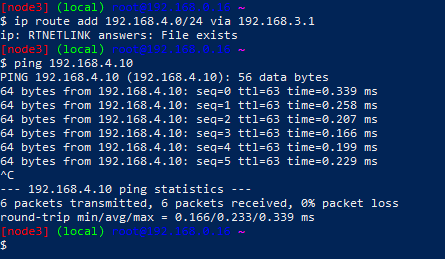 [node3] (local) root@192.168.0.16 ~
$ ip route add 192.168.4.0/24 via 192.168.3.1
ip: RTNETLINK answers: File exists
[node3] (local) root@192.168.0.16 ~
$ ping 192.168.4.10
PING 192.168.4.10 (192.168.4.10): 56 data bytes
64 bytes from 192.168.4.10: seq=0 ttl=63 time=0.339 ms
64 bytes from 192.168.4.10: seq=1 ttl=63 time=0.258 ms
64 bytes from 192.168.4.10: seq=2 ttl=63 time=0.207 ms
64 bytes from 192.168.4.10: seq=3 ttl=63 time=0.166 ms
64 bytes from 192.168.4.10: seq=4 ttl=63 time=0.199 ms
64 bytes from 192.168.4.10: seq=5 ttl=63 time=0.229 ms
^C
--- 192.168.4.10 ping statistics ---
6 packets transmitted, 6 packets received, 0% packet loss
round-trip min/avg/max = 0.166/0.233/0.339 ms
[node3] (local) root@192.168.0.16 ~
$